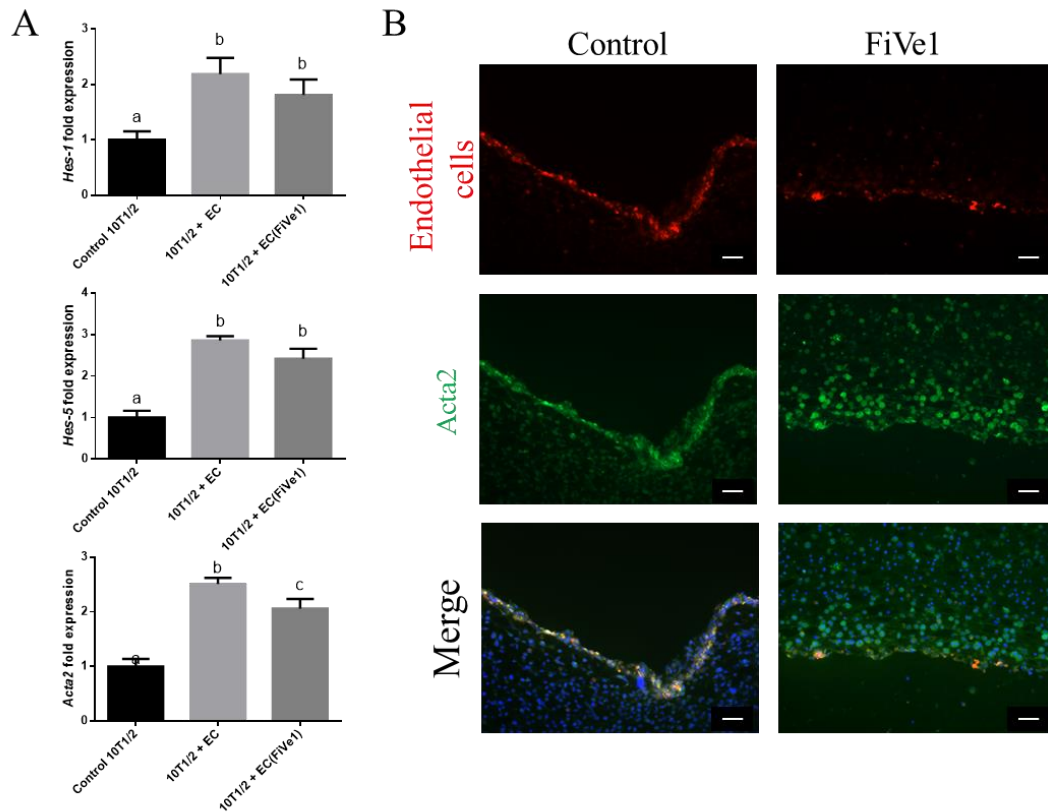 A
Hes-1 fold expression
3
2
1
0
a
b
b
Control 10T1/2
10T1/2 + EC
10T1/2 + EC(FiVe1)
Hes-5 fold expression
4
3
2
1
0
a
b
b
Control 10T1/2
10T1/2 + EC
10T1/2 + EC(FiVe1)
Acta2 fold expression
3
2
1
0
a
b
c
Control 10T1/2
10T1/2 + EC
10T1/2 + EC(FiVe1)
B
Control
FiVe1
Endothelial
cells
Acta2
Merge